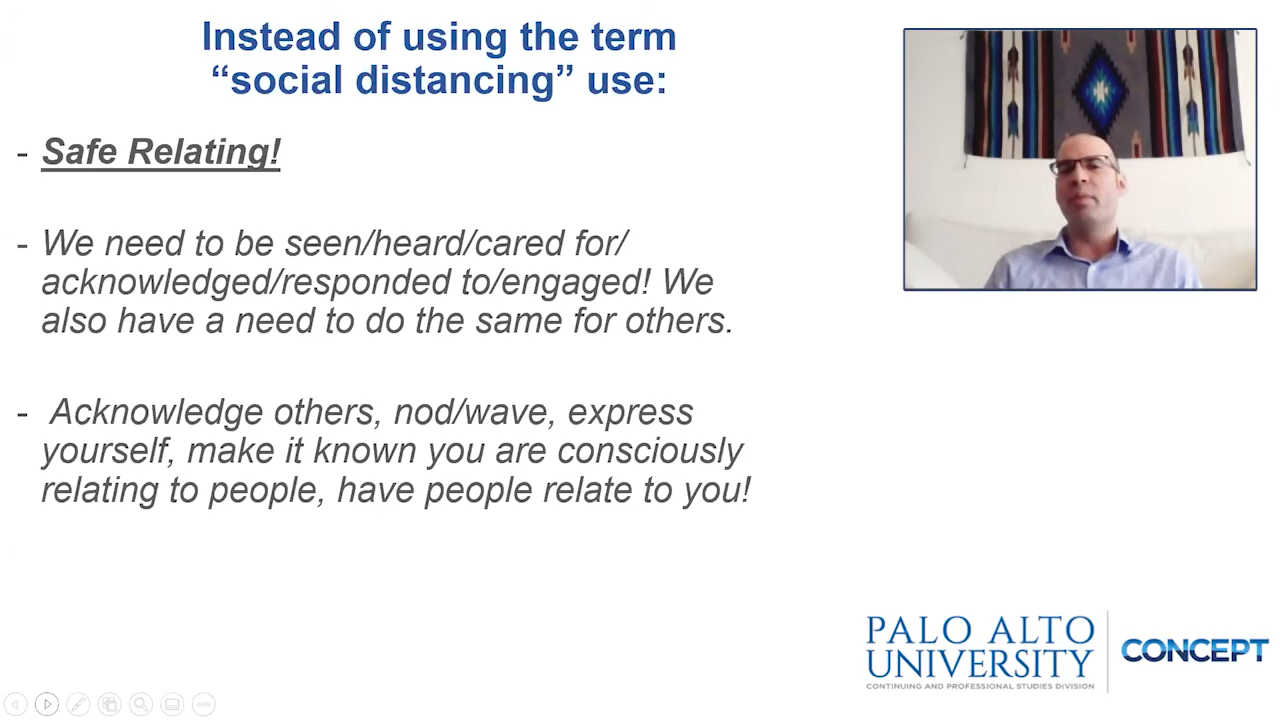 Instead of using the term
“social distancing” use:
- Safe Relating!
- We need to be seen/heard/cared for/
acknowledged/responded to/engaged! We
also have a need to do the same for others.
- Acknowledge others, nod/wave, express
yourself, make it known you are consciously
relating to people, have people relate to you!
PALO ALTO
UNIVERSITY
CONTINUING AND PROFESSIONAL STUDIES DIVISION
CONCEPT